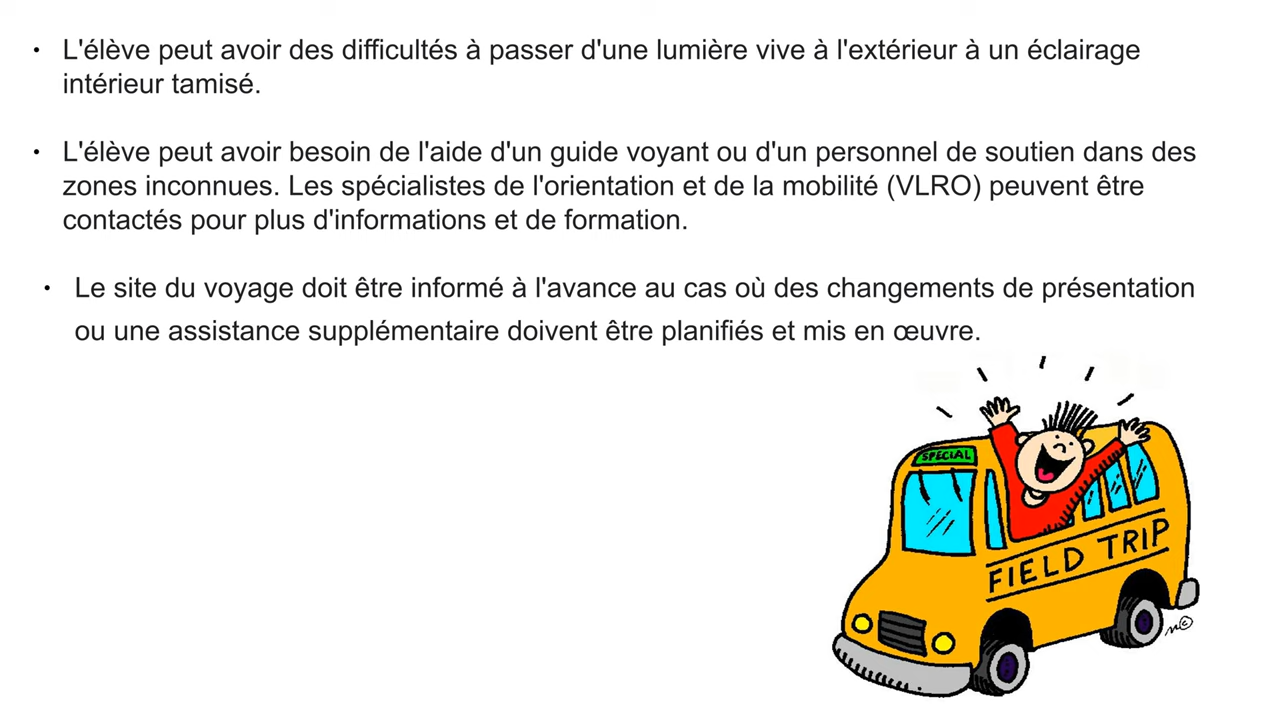 • L'élève peut avoir des difficultés à passer d'une lumière vive à l'extérieur à un éclairage
intérieur tamisé.
• L'élève peut avoir besoin de l'aide d'un guide voyant ou d'un personnel de soutien dans des
zones inconnues. Les spécialistes de l'orientation et de la mobilité (VLRO) peuvent être
contactés pour plus d'informations et de formation.
• Le site du voyage doit être informé à l'avance au cas où des changements de présentation
ou une assistance supplémentaire doivent être planifiés et mis en œuvre.
SPECIAL
FIELD TRIP